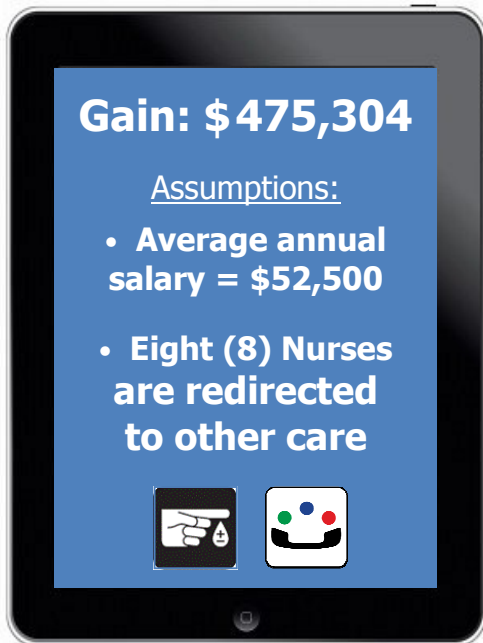 Gain: $475,304
Assumptions:
• Average annual
salary = $52,500
• Eight (8) Nurses
are redirected
to other care